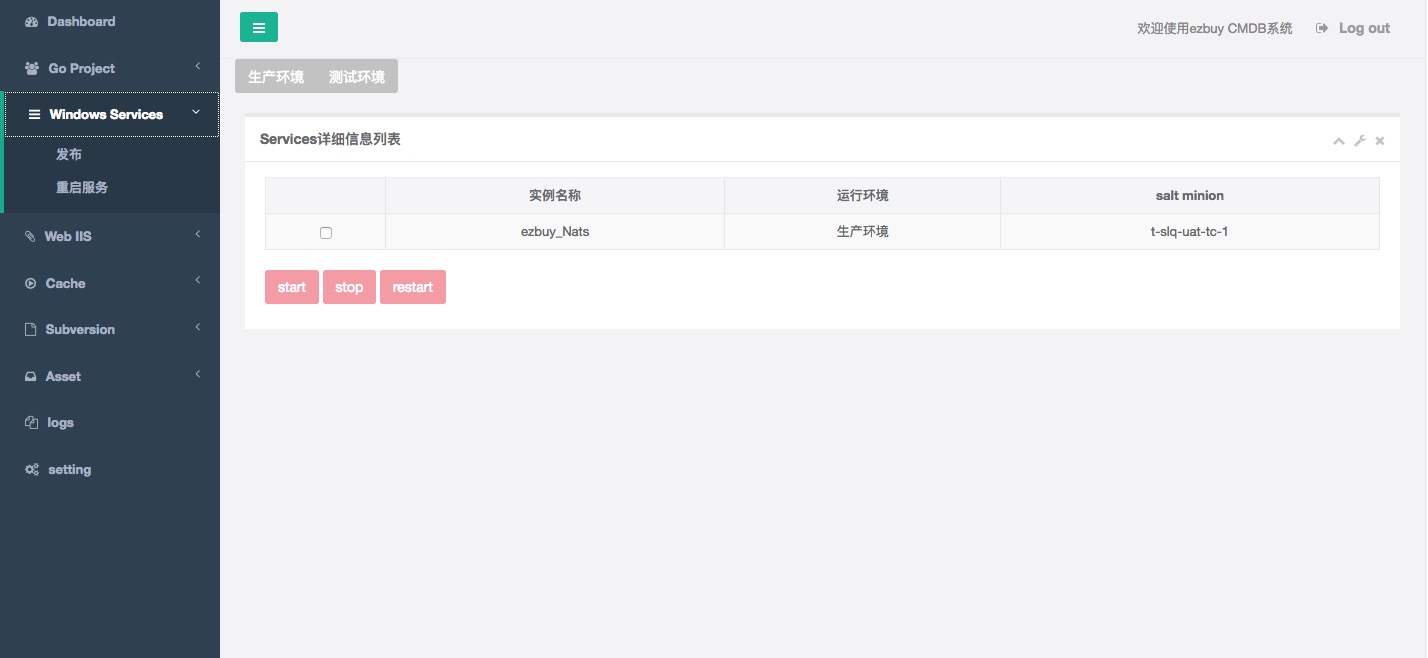 Dashboard
Go Project
Windows Services
发布
重启服务
Web IIS
Cache
Subversion
Asset
logs
setting
欢迎使用ezbuy CMDB系统 Log out
生产环境 测试环境
Services详细信息列表
实例名称 运行环境 salt minion
ezbuy_Nats 生产环境 t-slq-uat-tc-1
start stop restart